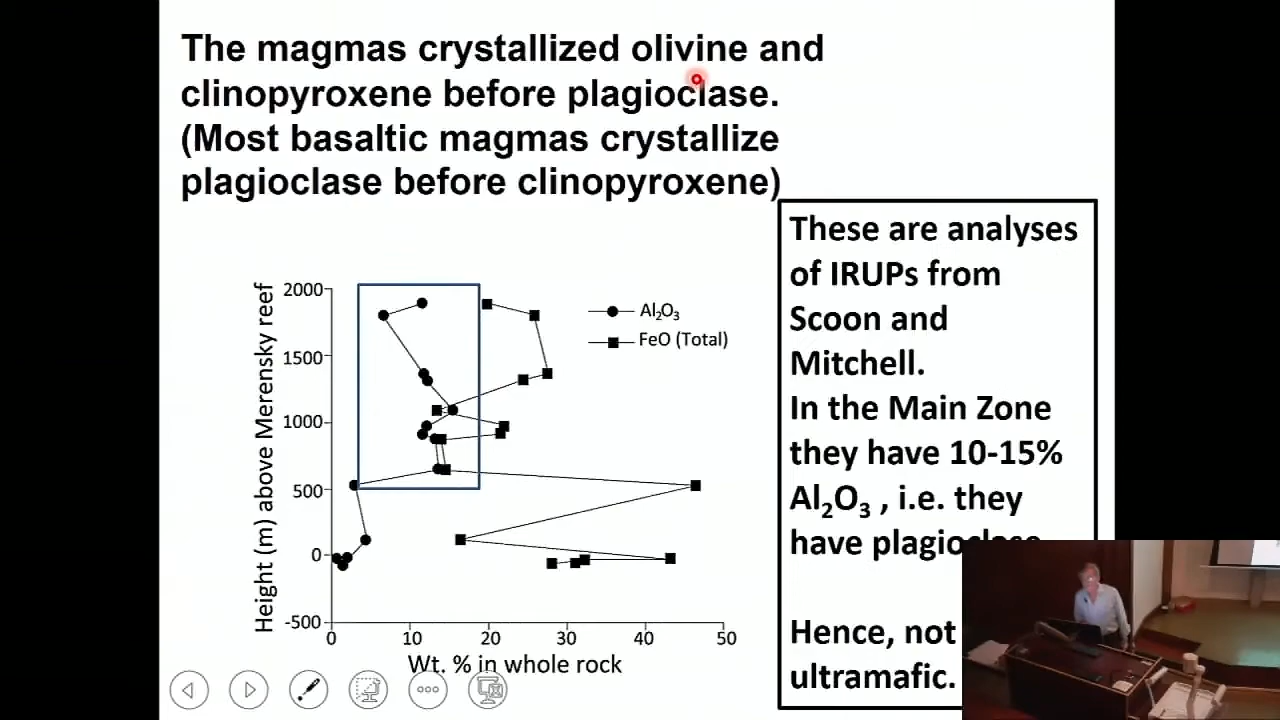 The magmas crystallized olivine and
clinopyroxene before plagioclase.
(Most basaltic magmas crystallize
plagioclase before clinopyroxene)
These are analyses
of IRUPs from
Scoon and
Mitchell.
In the Main Zone
they have 10-15%
Al₂O₃ , i.e. they
have plagioclase
Hence, not
ultramafic.
Height (m) above Merensky reef
2000
1500
1000
500
0
-500
0 10 20 30 40 50
Wt. % in whole rock
Al₂O₃
FeO (Total)